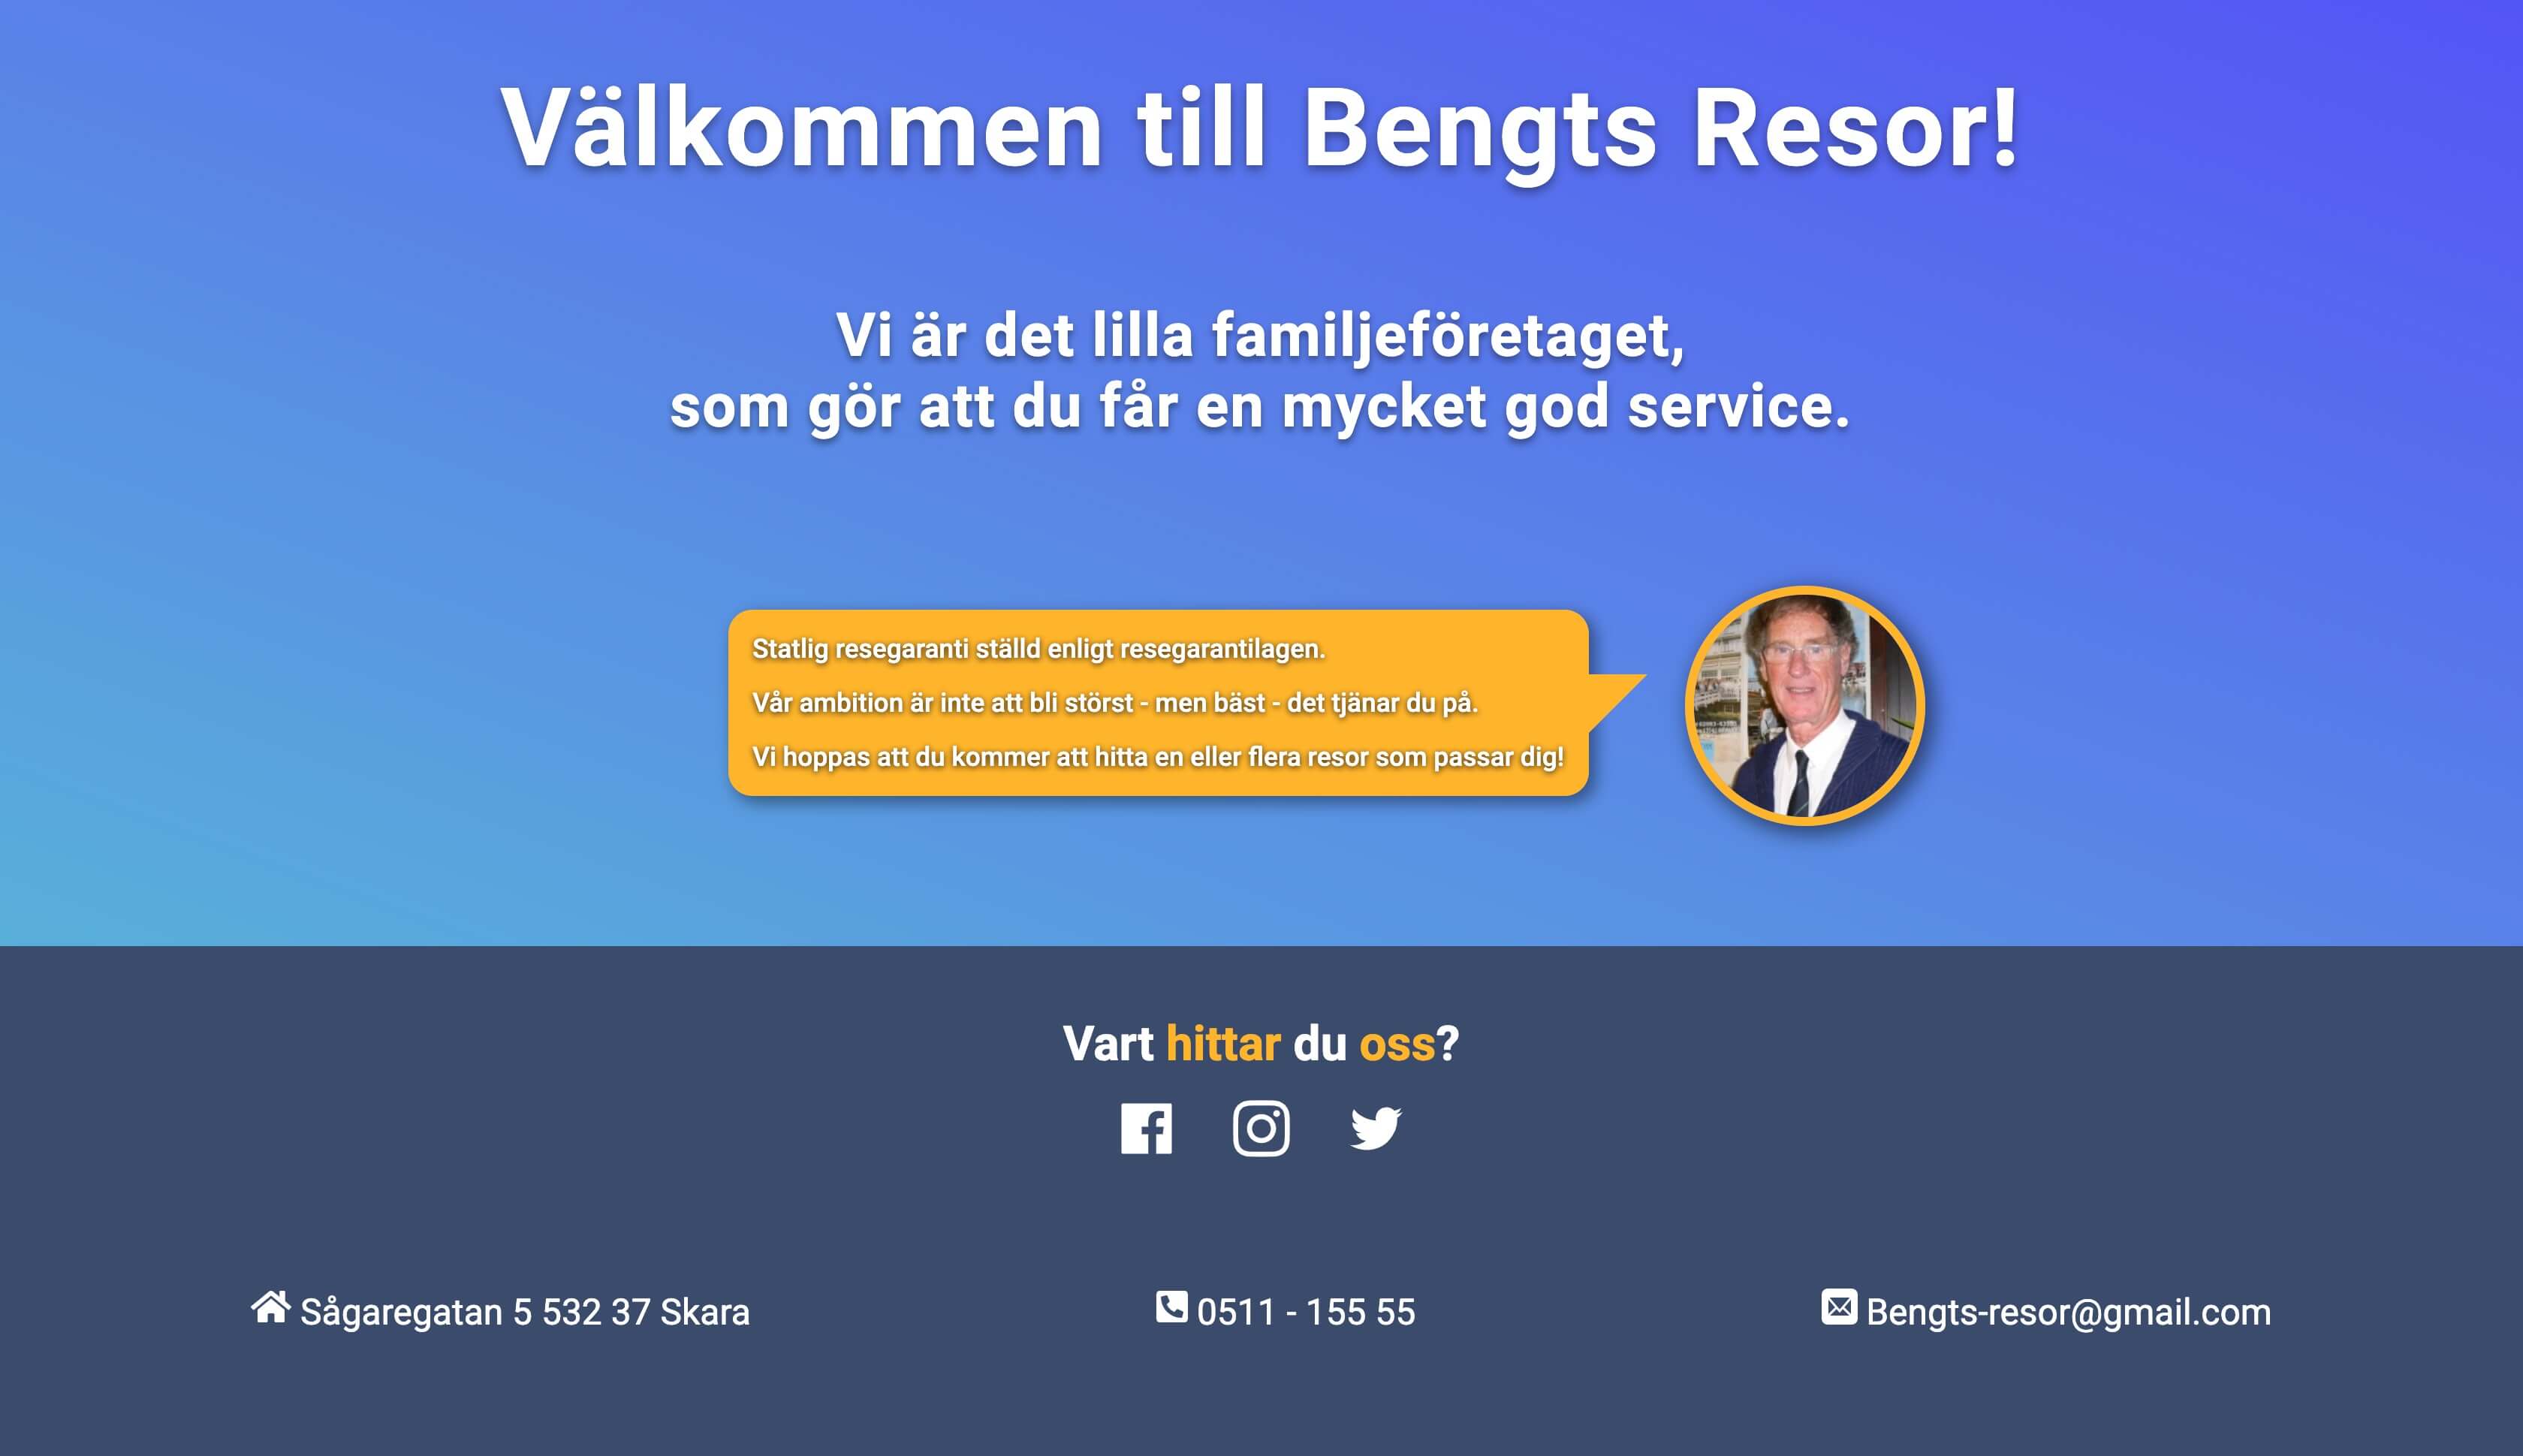 Välkommen till Bengts Resor!
Vi är det lilla familjeföretaget,
som gör att du får en mycket god service.
Statlig resegaranti ställd enligt resegarantilagen.
Vår ambition är inte att bli störst - men bäst - det tjänar du på.
Vi hoppas att du kommer att hitta en eller flera resor som passar dig!
Vart hittar du oss?
Sågaregatan 5 532 37 Skara
0511 - 155 55
Bengts-resor@gmail.com